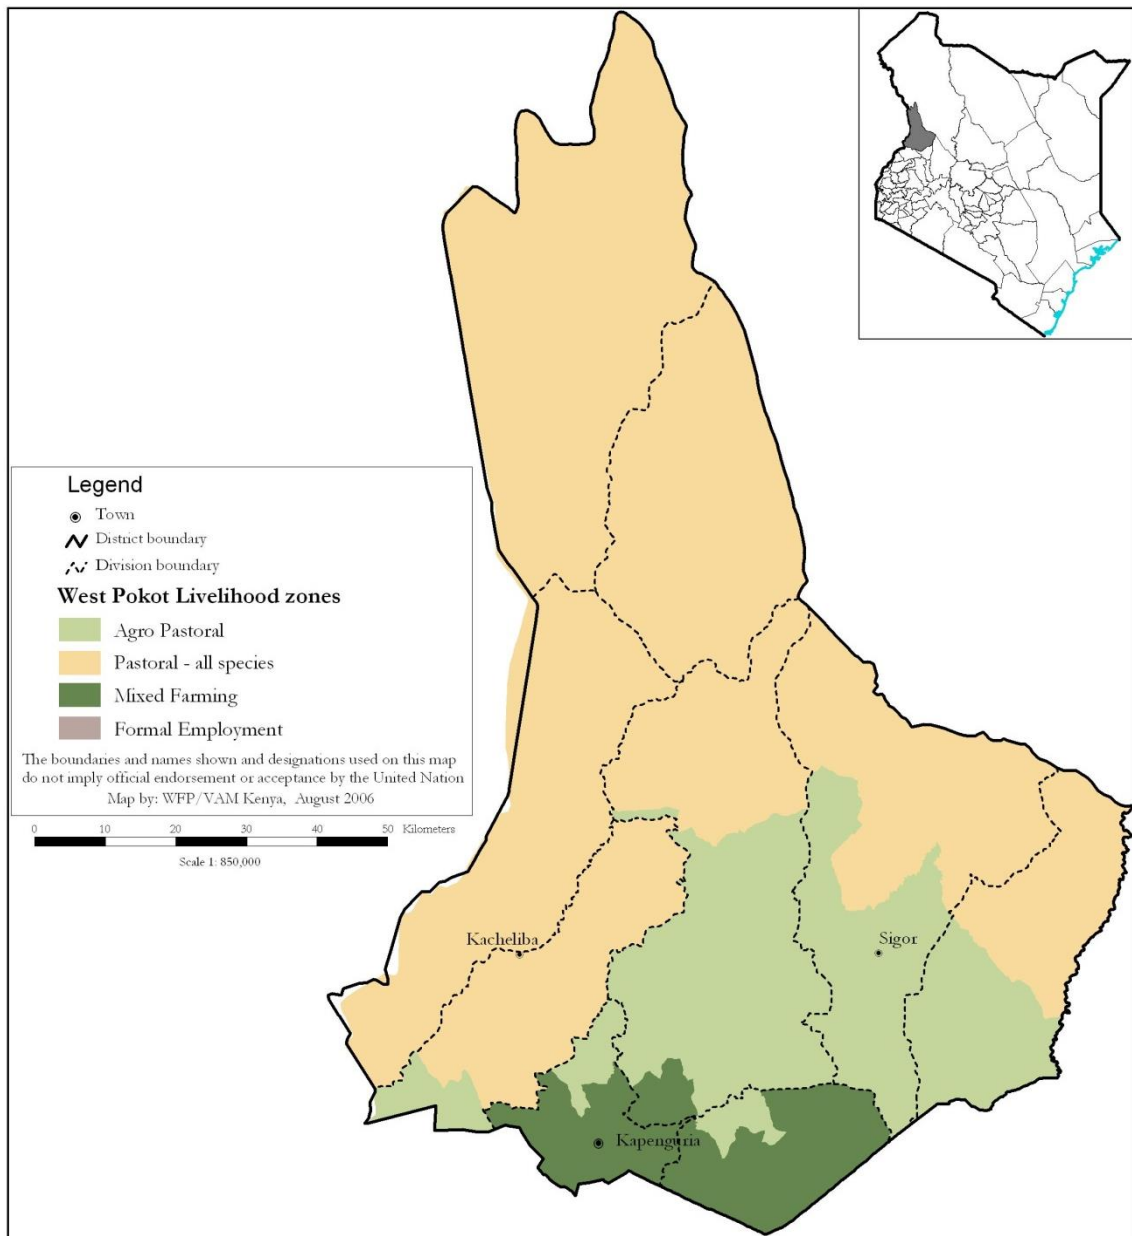 Legend
Town
District boundary
Division boundary
West Pokot Livelihood zones
Agro Pastoral
Pastoral - all species
Mixed Farming
Formal Employment
The boundaries and names shown and designations used on this map
do not imply official endorsement or acceptance by the United Nation
Map by: WFP/VAM Kenya, August 2006
0 10 20 30 40 50 Kilometers
Scale 1: 850,000
Kacheliba
Sigor
Kapenguria